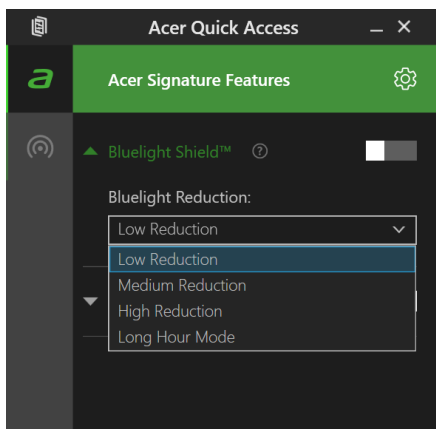 Acer Quick Access
a
Acer Signature Features
Bluelight Shield™ ?
Bluelight Reduction:
Low Reduction
Low Reduction
Medium Reduction
High Reduction
Long Hour Mode